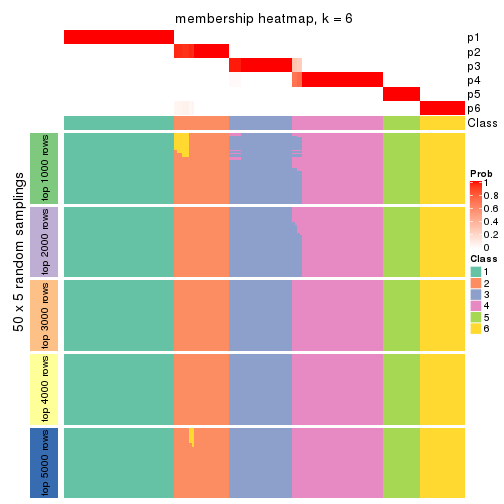 membership heatmap, k = 6
p1
p2
p3
p4
p5
p6
Class
50 x 5 random samplings
top 1000 rows
top 2000 rows
top 3000 rows
top 4000 rows
top 5000 rows
Prob
1
0.8
0.6
0.4
0.2
0
Class
1
2
3
4
5
6